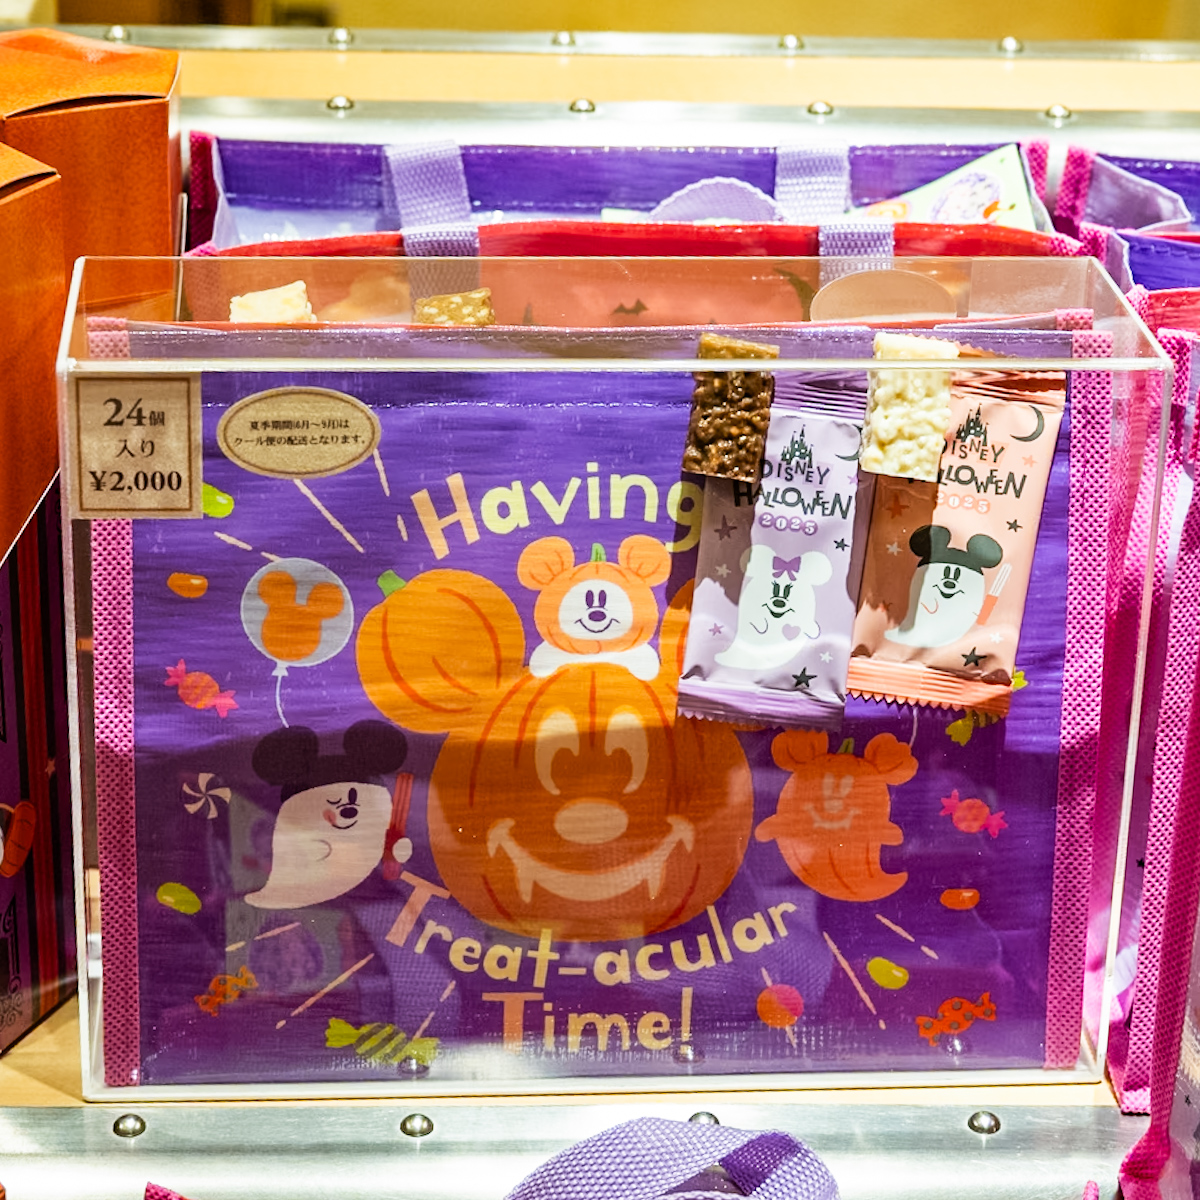 24個
入り
¥2,000
夏季期間(6月～9月)は
クール便の配送となります。
Having
DISNEY
HALLOWEEN
2025
DISNEY
HALLOWEEN
2025
Treat-acular
Time!